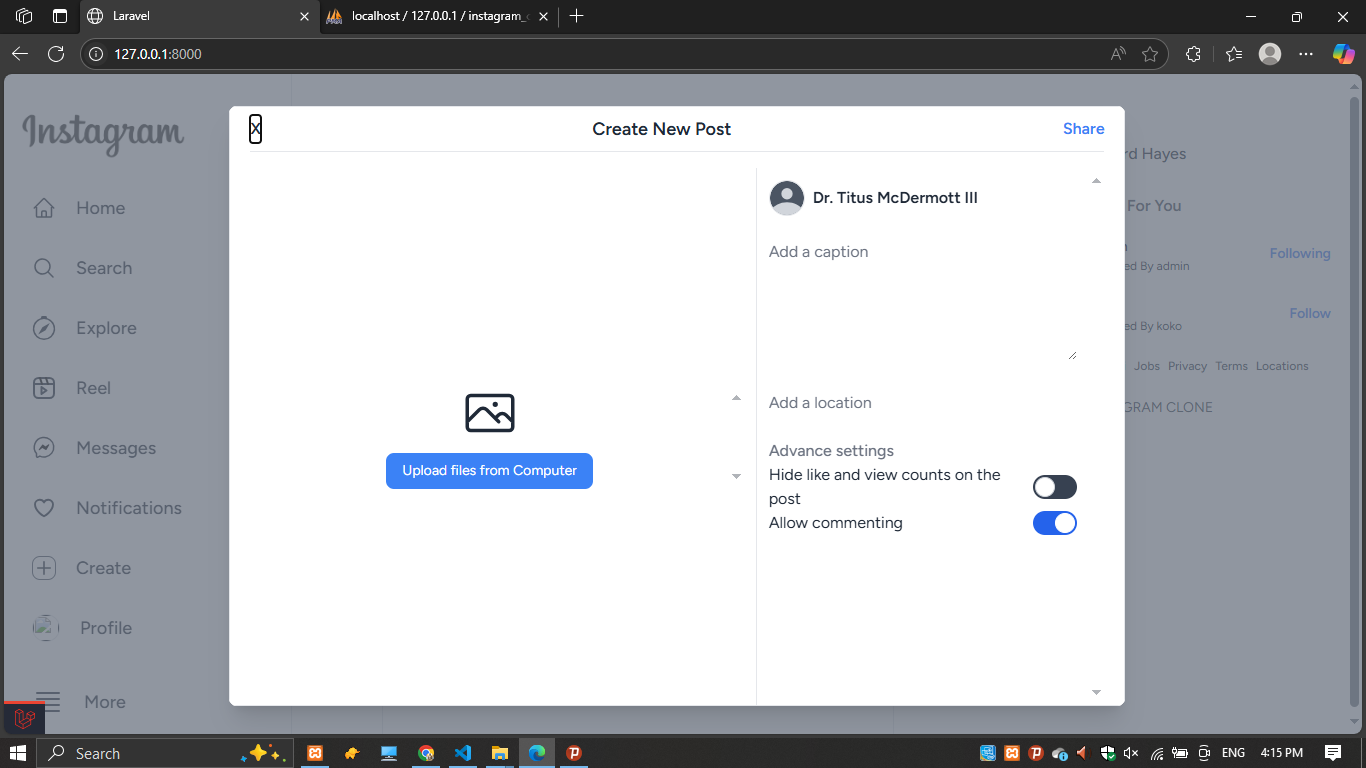 Laravel
localhost / 127.0.0.1 / instagram_
127.0.0.1:8000
Instagram
Home
Search
Explore
Reel
Messages
Notifications
Create
Profile
More
X
Create New Post
Share
Upload files from Computer
Dr. Titus McDermott III
Add a caption
Add a location
Advance settings
Hide like and view counts on the
post
Allow commenting
rd Hayes
For You
ed By admin
Following
ed By koko
Follow
Jobs Privacy Terms Locations
GRAM CLONE
Search
ENG
4:15 PM